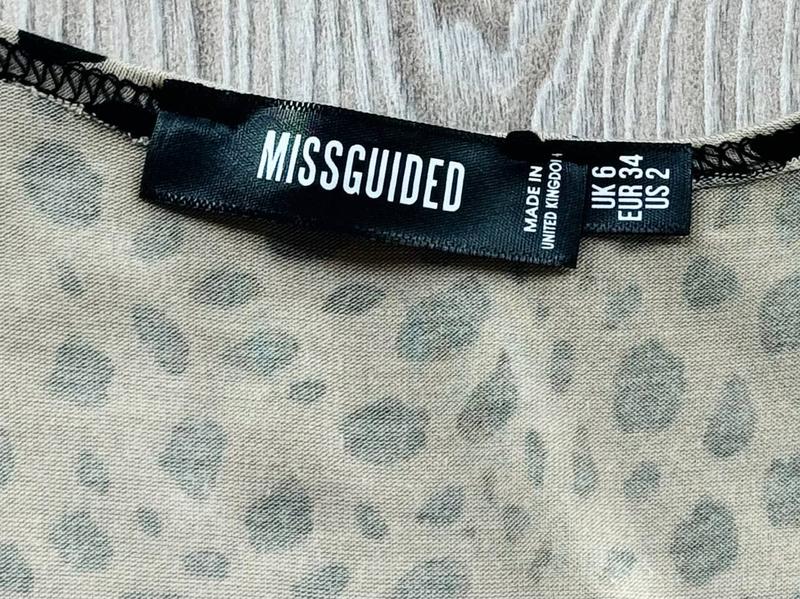 MISSGUIDED
MADE IN
UNITED KINGDOM
UK 6
EUR 34
US 2